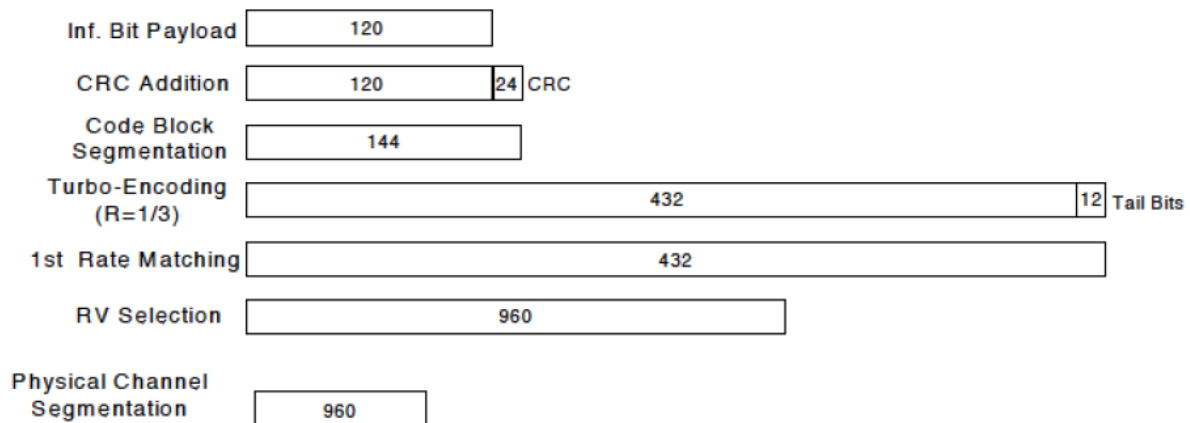 Inf. Bit Payload 120
CRC Addition 120 24 CRC
Code Block
Segmentation 144
Turbo-Encoding
(R=1/3) 432 12 Tail Bits
1st Rate Matching 432
RV Selection 960
Physical Channel
Segmentation 960